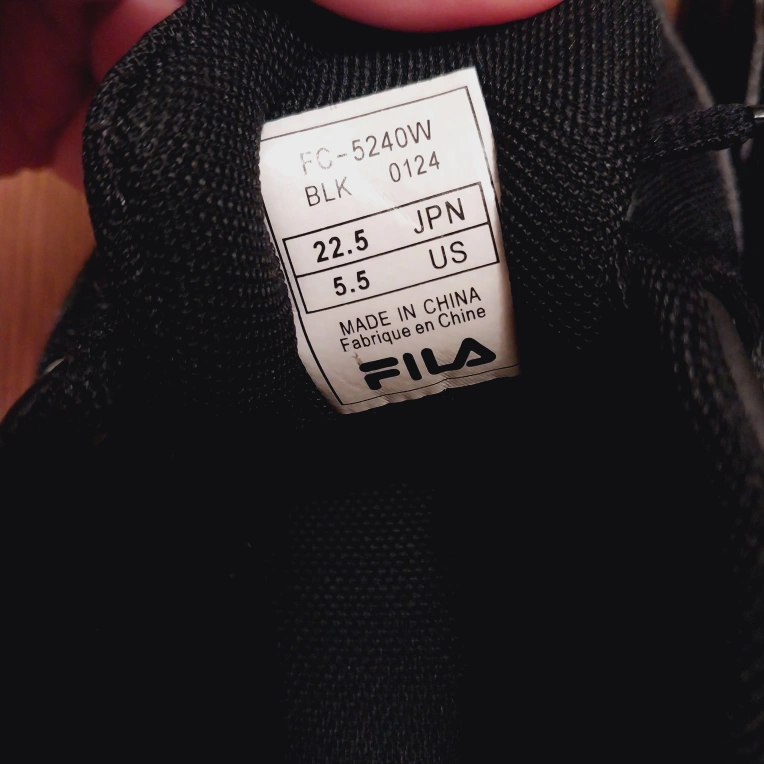 FC-5240W
BLK 0124
22.5 JPN
5.5 US
MADE IN CHINA
Fabrique en Chine
FILA